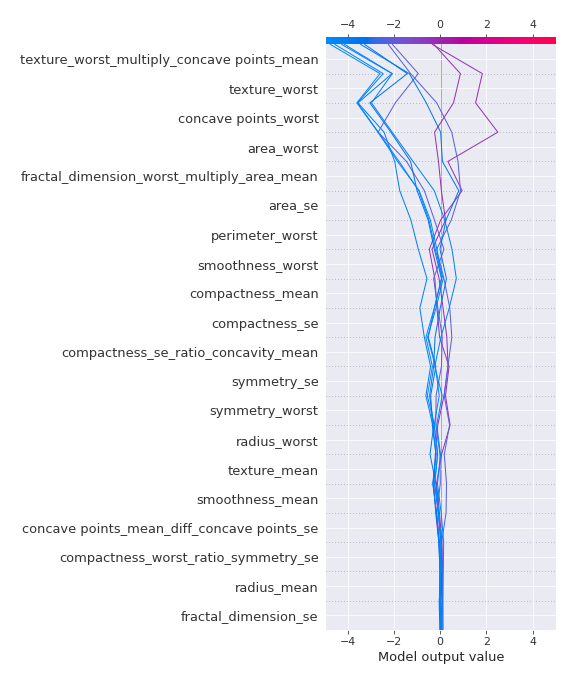 −4 −2 0 2 4
texture_worst_multiply_concave points_mean
texture_worst
concave points_worst
area_worst
fractal_dimension_worst_multiply_area_mean
area_se
perimeter_worst
smoothness_worst
compactness_mean
compactness_se
compactness_se_ratio_concavity_mean
symmetry_se
symmetry_worst
radius_worst
texture_mean
smoothness_mean
concave points_mean_diff_concave points_se
compactness_worst_ratio_symmetry_se
radius_mean
fractal_dimension_se
−4 −2 0 2 4
Model output value